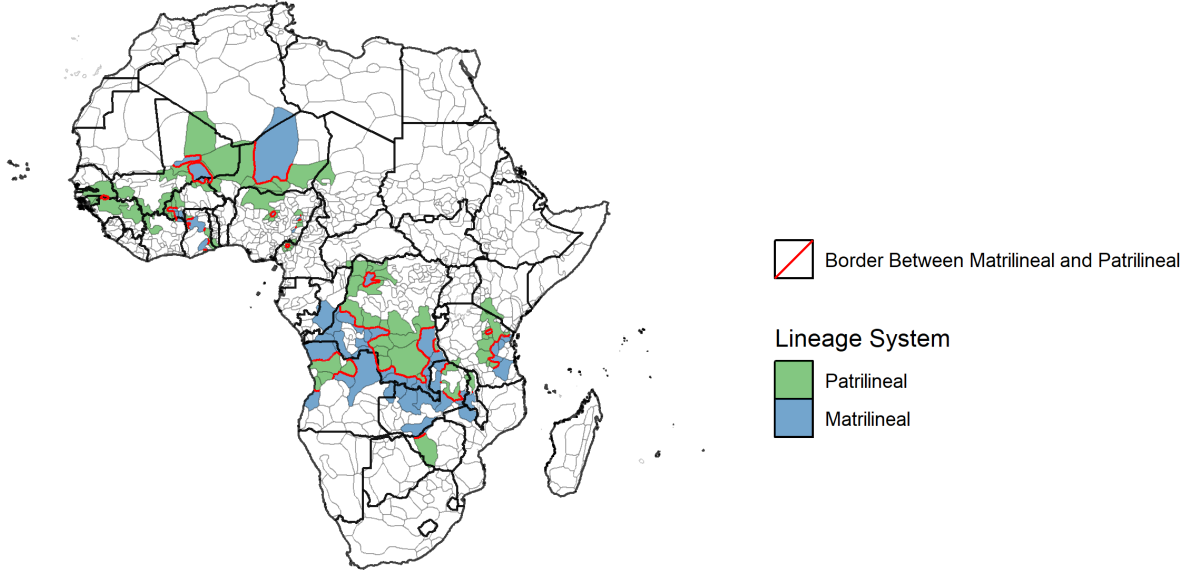 Border Between Matrilineal and Patrilineal
Lineage System
Patrilineal
Matrilineal